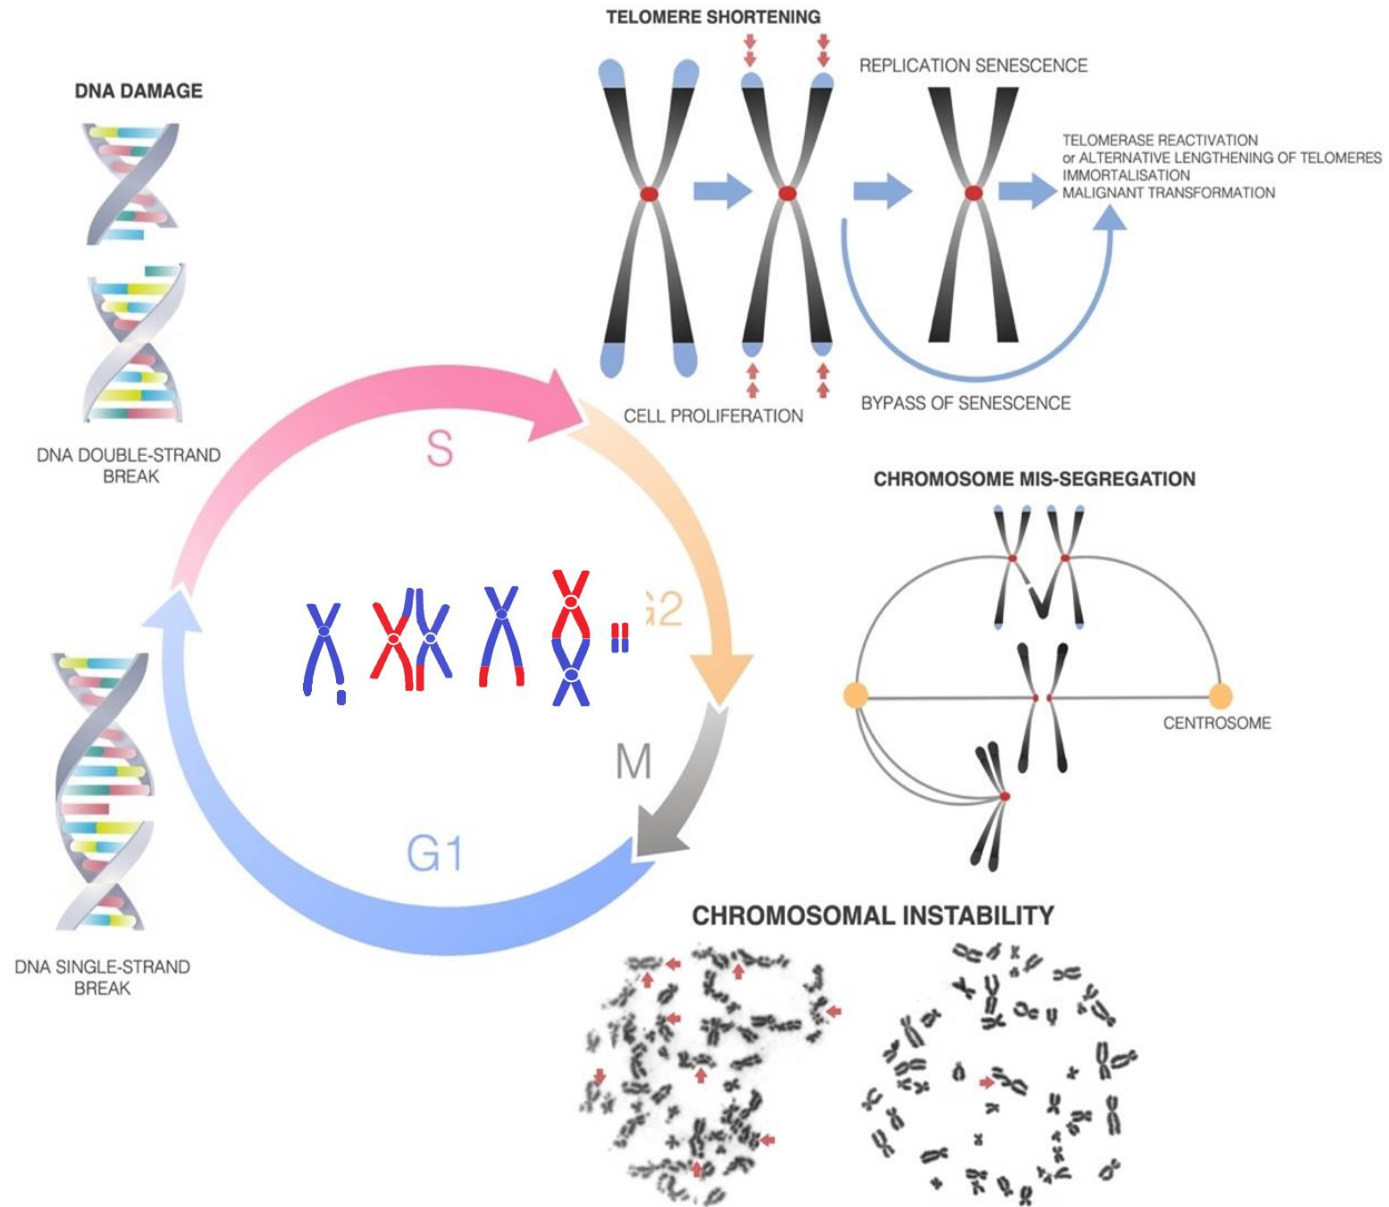 TELOMERE SHORTENING
REPLICATION SENESCENCE
DNA DAMAGE
TELOMERASE REACTIVATION
or ALTERNATIVE LENGTHENING OF TELOMERES
IMMORTALISATION
MALIGNANT TRANSFORMATION
CELL PROLIFERATION
BYPASS OF SENESCENCE
DNA DOUBLE-STRAND
BREAK
S
CHROMOSOME MIS-SEGREGATION
G2
CENTROSOME
M
G1
CHROMOSOMAL INSTABILITY
DNA SINGLE-STRAND
BREAK